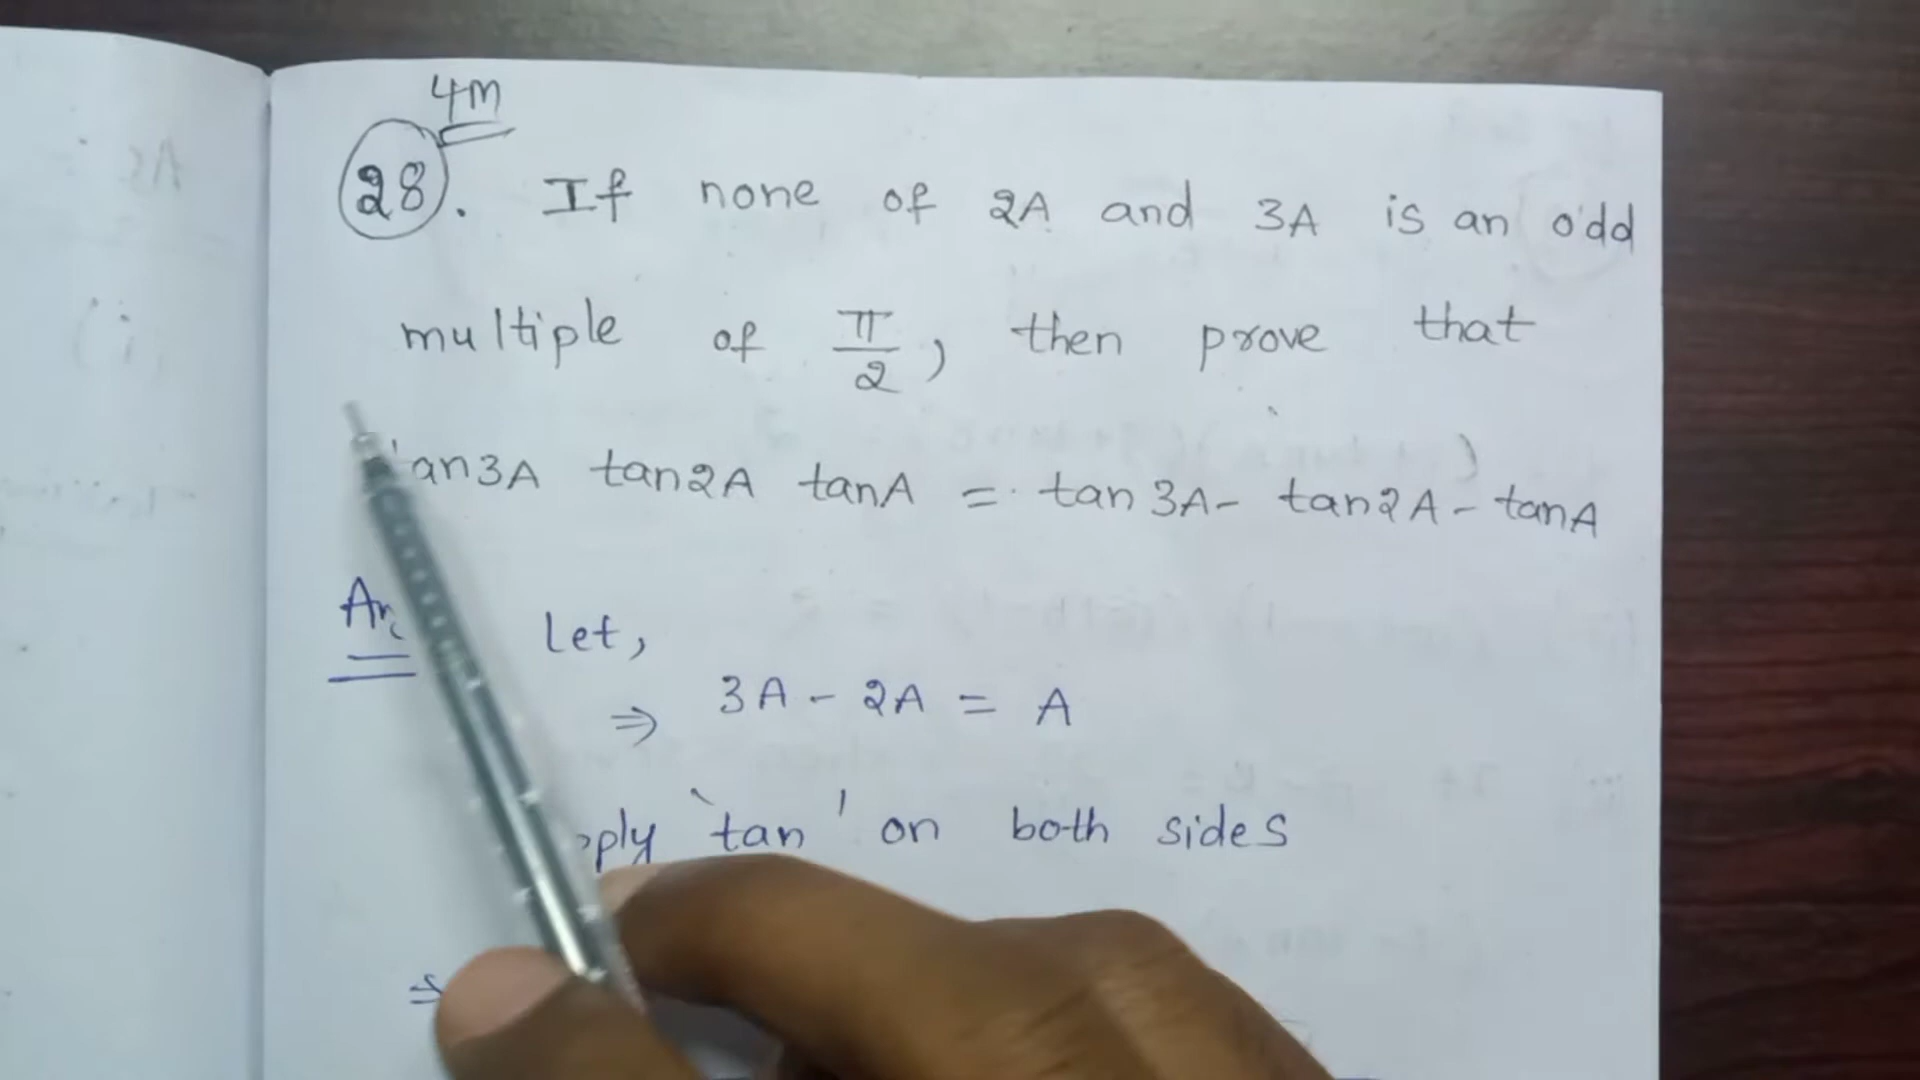 4M
28. If none of 2A and 3A is an odd
multiple of π/2, then prove that
tan3A tan2A tanA = tan3A - tan2A - tanA
Let,
⇒ 3A - 2A = A
'tan' on both sides
⇒